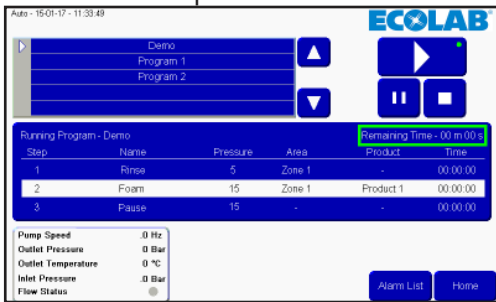 Auto - 15-01-17 - 11:33:49
ECOLAB
Demo
Program 1
Program 2
Running Program - Demo
Remaining Time - 00 m 00 s
Step Name Pressure Area Product Time
1 Rinse 5 Zone 1 - 00:00:00
2 Foam 15 Zone 1 Product 1 00:00:00
3 Pause 15 - - 00:00:00
Pump Speed .0 Hz
Outlet Pressure 0 Bar
Outlet Temperature 0 °C
Inlet Pressure .0 Bar
Flow Status
Alarm List
Home